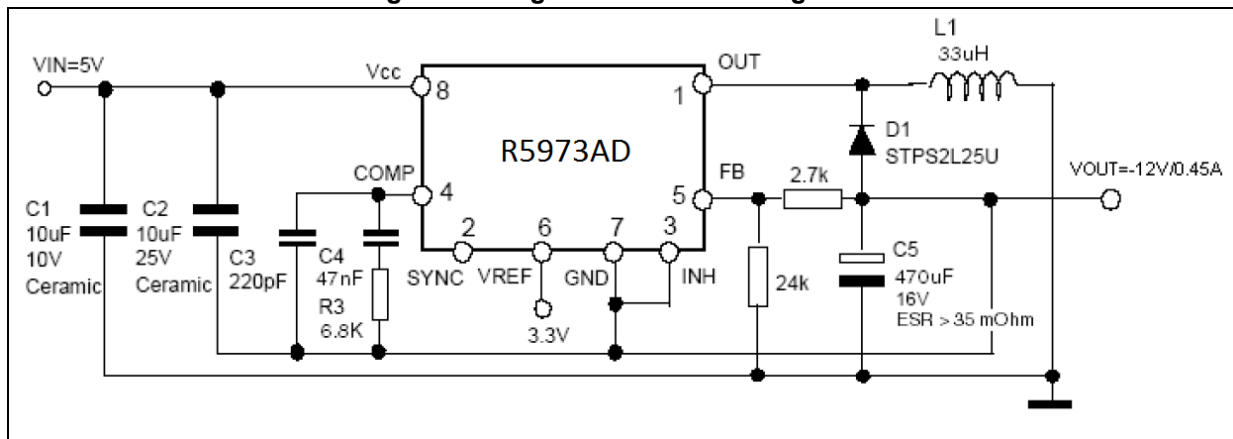 L1
33uH
VIN=5V
Vcc
8
OUT
1
R5973AD
D1
STPS2L25U
COMP
4
FB
5
2.7k
VOUT=-12V/0.45A
C1
10uF
10V
Ceramic
C2
10uF
25V
Ceramic
C3
220pF
C4
47nF
R3
6.8K
2
6
7
3
SYNC
VREF
GND
INH
3.3V
24k
C5
470uF
16V
ESR > 35 mOhm